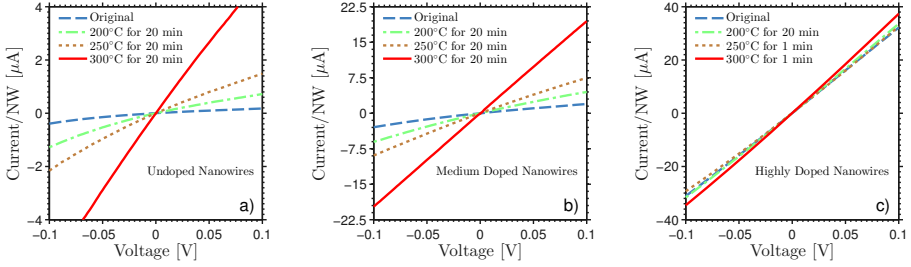 4
2
0
−2
−4
Current/NW [μA]
Original
200°C for 20 min
250°C for 20 min
300°C for 20 min
Undoped Nanowires
a)
−0.1
−0.05
0
0.05
0.1
Voltage [V]
22.5
15
7.5
0
−7.5
−15
−22.5
Current/NW [μA]
Original
200°C for 20 min
250°C for 20 min
300°C for 20 min
Medium Doped Nanowires
b)
−0.1
−0.05
0
0.05
0.1
Voltage [V]
40
20
0
−20
−40
Current/NW [μA]
Original
200°C for 20 min
250°C for 1 min
300°C for 1 min
Highly Doped Nanowires
c)
−0.1
−0.05
0
0.05
0.1
Voltage [V]